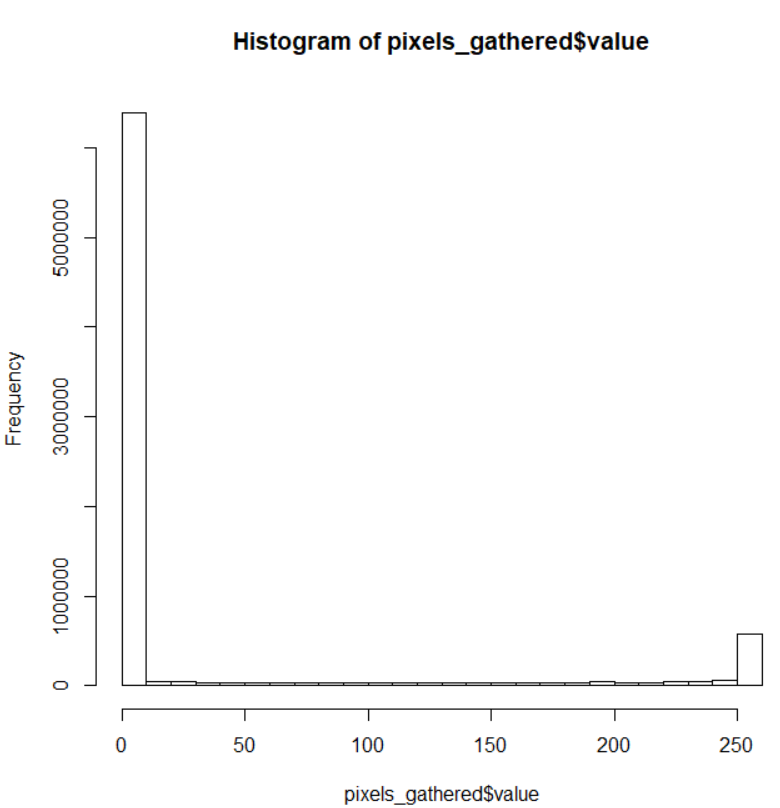 Histogram of pixels_gathered$value
Frequency
5000000
3000000
1000000
0
0 50 100 150 200 250
pixels_gathered$value